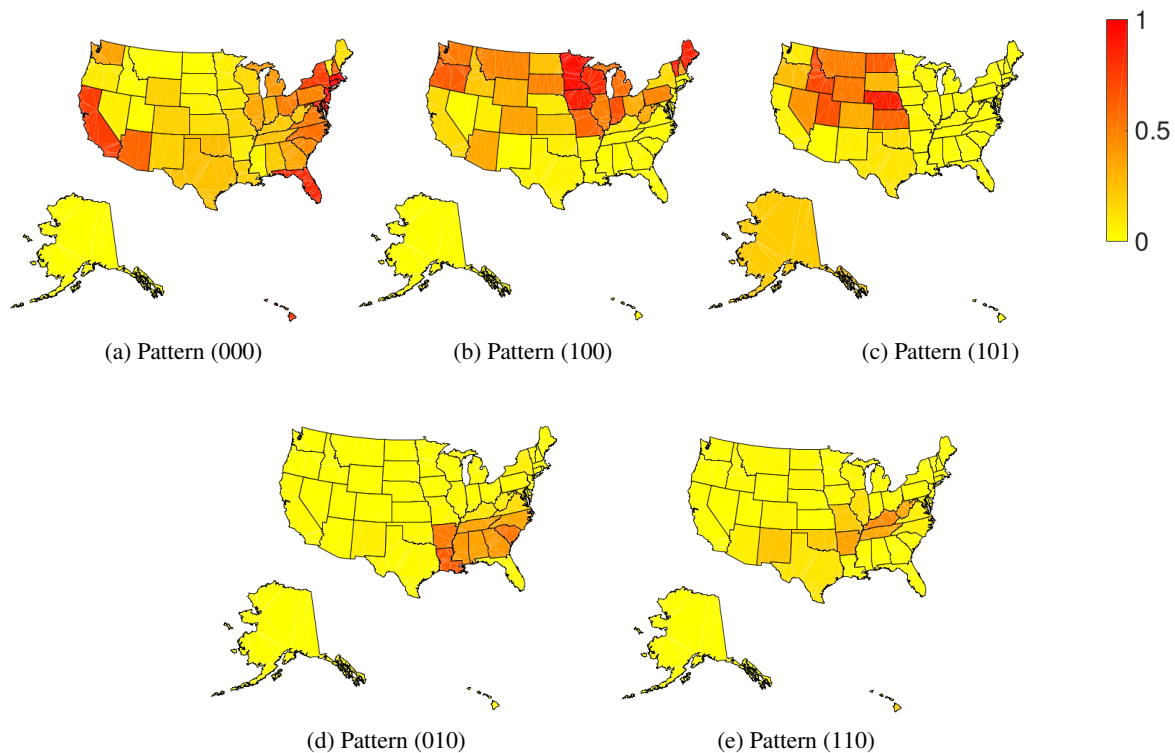 1
0.5
0
(a) Pattern (000)
(b) Pattern (100)
(c) Pattern (101)
(d) Pattern (010)
(e) Pattern (110)